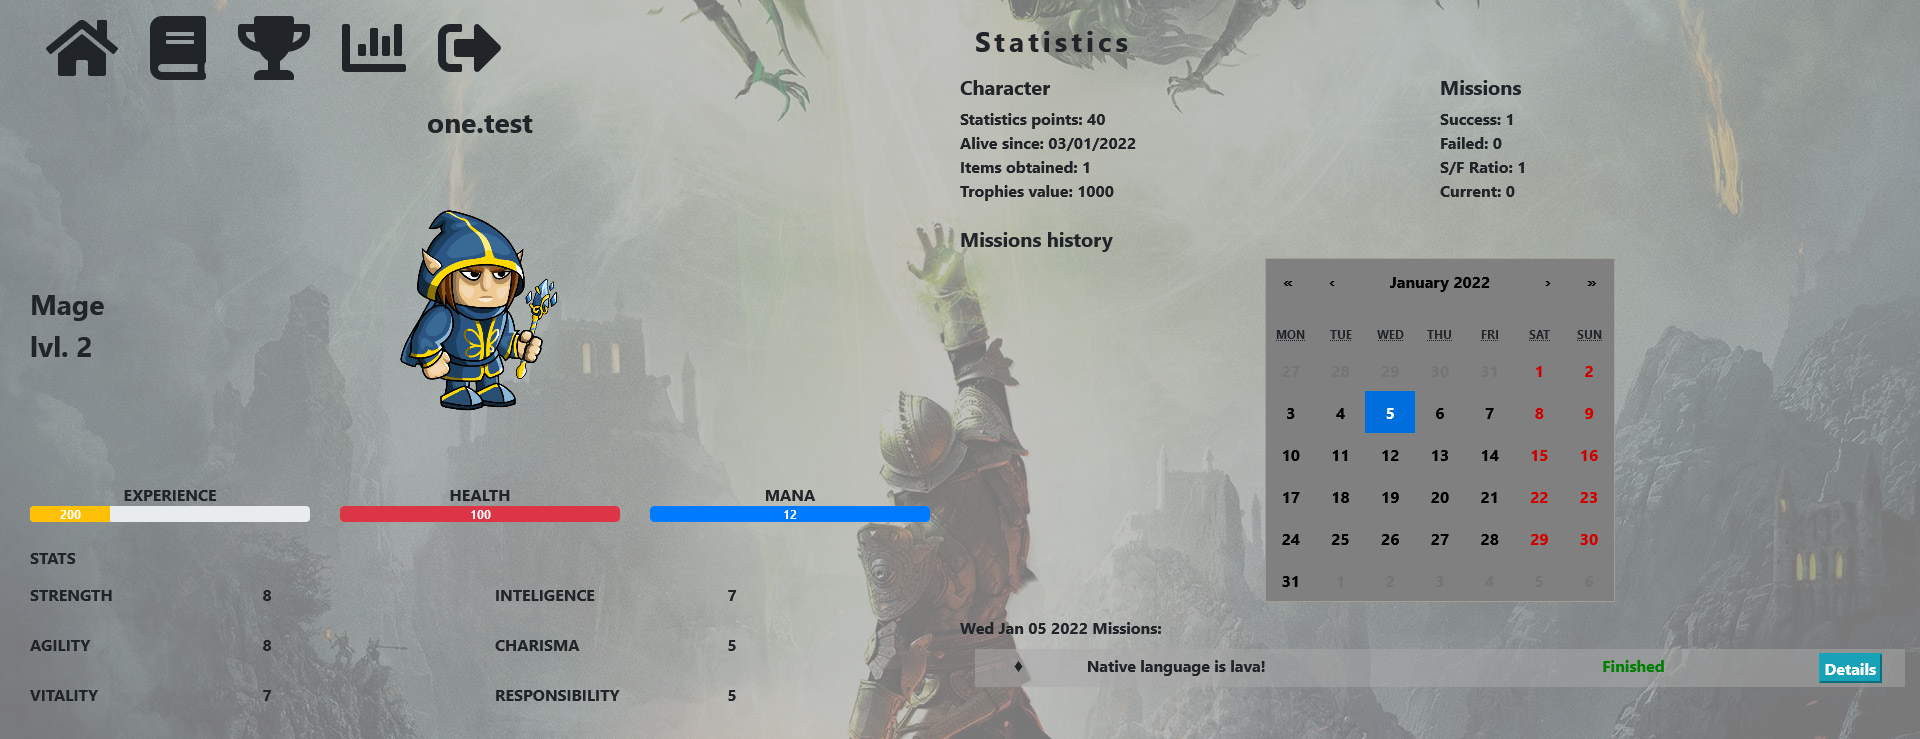 one.test
Mage
lvl. 2
EXPERIENCE HEALTH MANA
200 100 12
STATS
STRENGTH 8 INTELIGENCE 7
AGILITY 8 CHARISMA 5
VITALITY 7 RESPONSIBILITY 5
Statistics
Character
Statistics points: 40
Alive since: 03/01/2022
Items obtained: 1
Trophies value: 1000
Missions
Success: 1
Failed: 0
S/F Ratio: 1
Current: 0
Missions history
« ‹ January 2022 › »
MON TUE WED THU FRI SAT SUN
27 28 29 30 31 1 2
3 4 5 6 7 8 9
10 11 12 13 14 15 16
17 18 19 20 21 22 23
24 25 26 27 28 29 30
31 1 2 3 4 5 6
Wed Jan 05 2022 Missions:
♦ Native language is lava! Finished Details